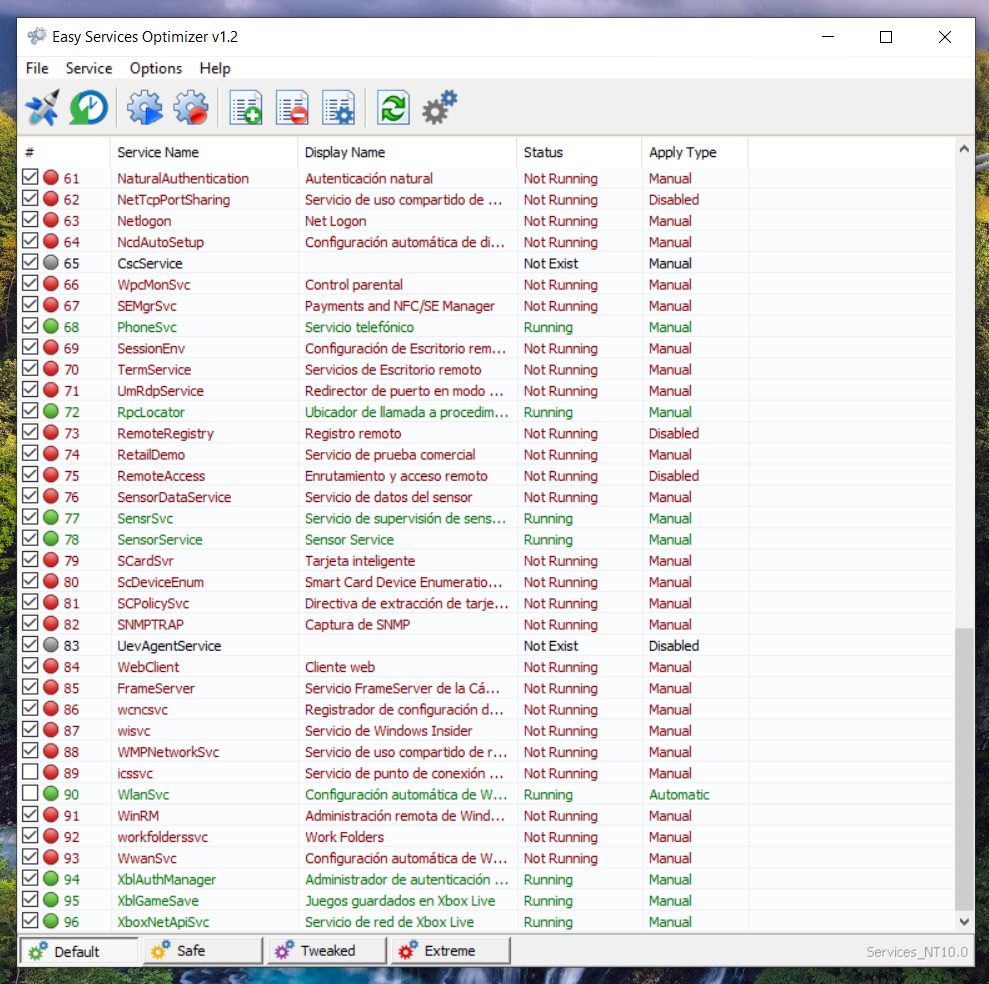 Easy Services Optimizer v1.2
File Service Options Help
# Service Name Display Name Status Apply Type
61 NaturalAuthentication Autenticación natural Not Running Manual
62 NetTcpPortSharing Servicio de uso compartido de ... Not Running Disabled
63 Netlogon Net Logon Not Running Manual
64 NcdAutoSetup Configuración automática de di... Not Running Manual
65 CscService Not Exist Manual
66 WpcMonSvc Control parental Not Running Manual
67 SEMgrSvc Payments and NFC/SE Manager Not Running Manual
68 PhoneSvc Servicio telefónico Running Manual
69 SessionEnv Configuración de Escritorio rem... Not Running Manual
70 TermService Servicios de Escritorio remoto Not Running Manual
71 UmRdpService Redirector de puerto en modo ... Not Running Manual
72 RpcLocator Ubicador de llamada a procedim... Running Manual
73 RemoteRegistry Registro remoto Not Running Disabled
74 RetailDemo Servicio de prueba comercial Not Running Manual
75 RemoteAccess Enrutamiento y acceso remoto Not Running Disabled
76 SensorDataService Servicio de datos del sensor Not Running Manual
77 SensrSvc Servicio de supervisión de sens... Running Manual
78 SensorService Sensor Service Running Manual
79 SCardSvr Tarjeta inteligente Not Running Manual
80 ScDeviceEnum Smart Card Device Enumeratio... Not Running Manual
81 SCPolicySvc Directiva de extracción de tarje... Not Running Manual
82 SNMPTRAP Captura de SNMP Not Running Manual
83 UevAgentService Not Exist Disabled
84 WebClient Cliente web Not Running Manual
85 FrameServer Servicio FrameServer de la Cá... Not Running Manual
86 wcncsvc Registrador de configuración d... Not Running Manual
87 wisvc Servicio de Windows Insider Not Running Manual
88 WMPNetworkSvc Servicio de uso compartido de r... Not Running Manual
89 icssvc Servicio de punto de conexión ... Not Running Manual
90 WlanSvc Configuración automática de W... Running Automatic
91 WinRM Administración remota de Wind... Not Running Manual
92 workfolderssvc Work Folders Not Running Manual
93 WwanSvc Configuración automática de W... Not Running Manual
94 XblAuthManager Administrador de autenticación ... Running Manual
95 XblGameSave Juegos guardados en Xbox Live Running Manual
96 XboxNetApiSvc Servicio de red de Xbox Live Running Manual
Default Safe Tweaked Extreme Services_NT10.0